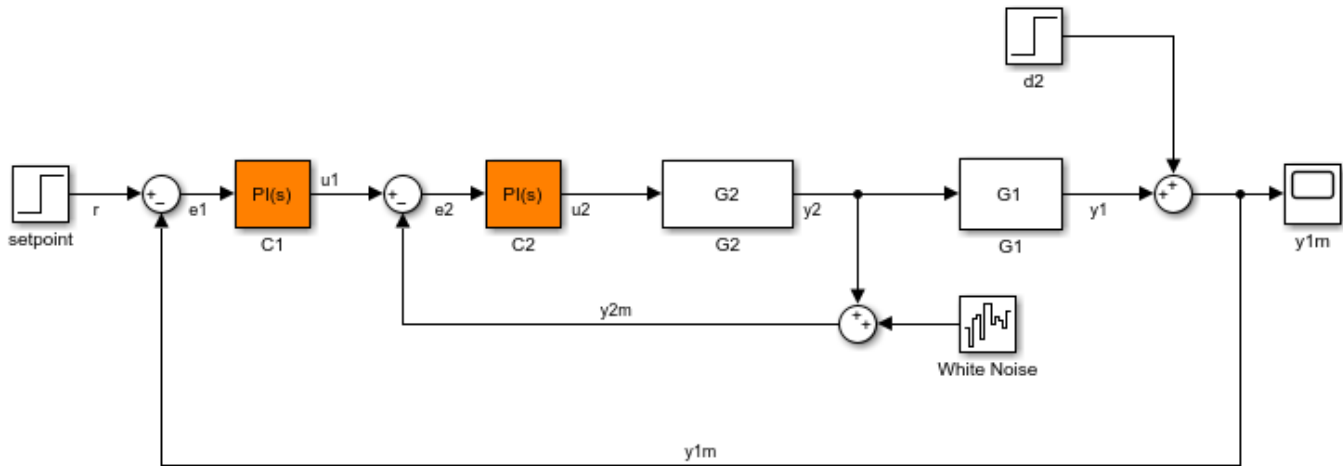 d2
setpoint
r
+
−
e1
PI(s)
C1
u1
+
−
e2
PI(s)
C2
u2
G2
G2
y2
G1
G1
y1
+
+
y1m
y2m
+
+
White Noise
y1m